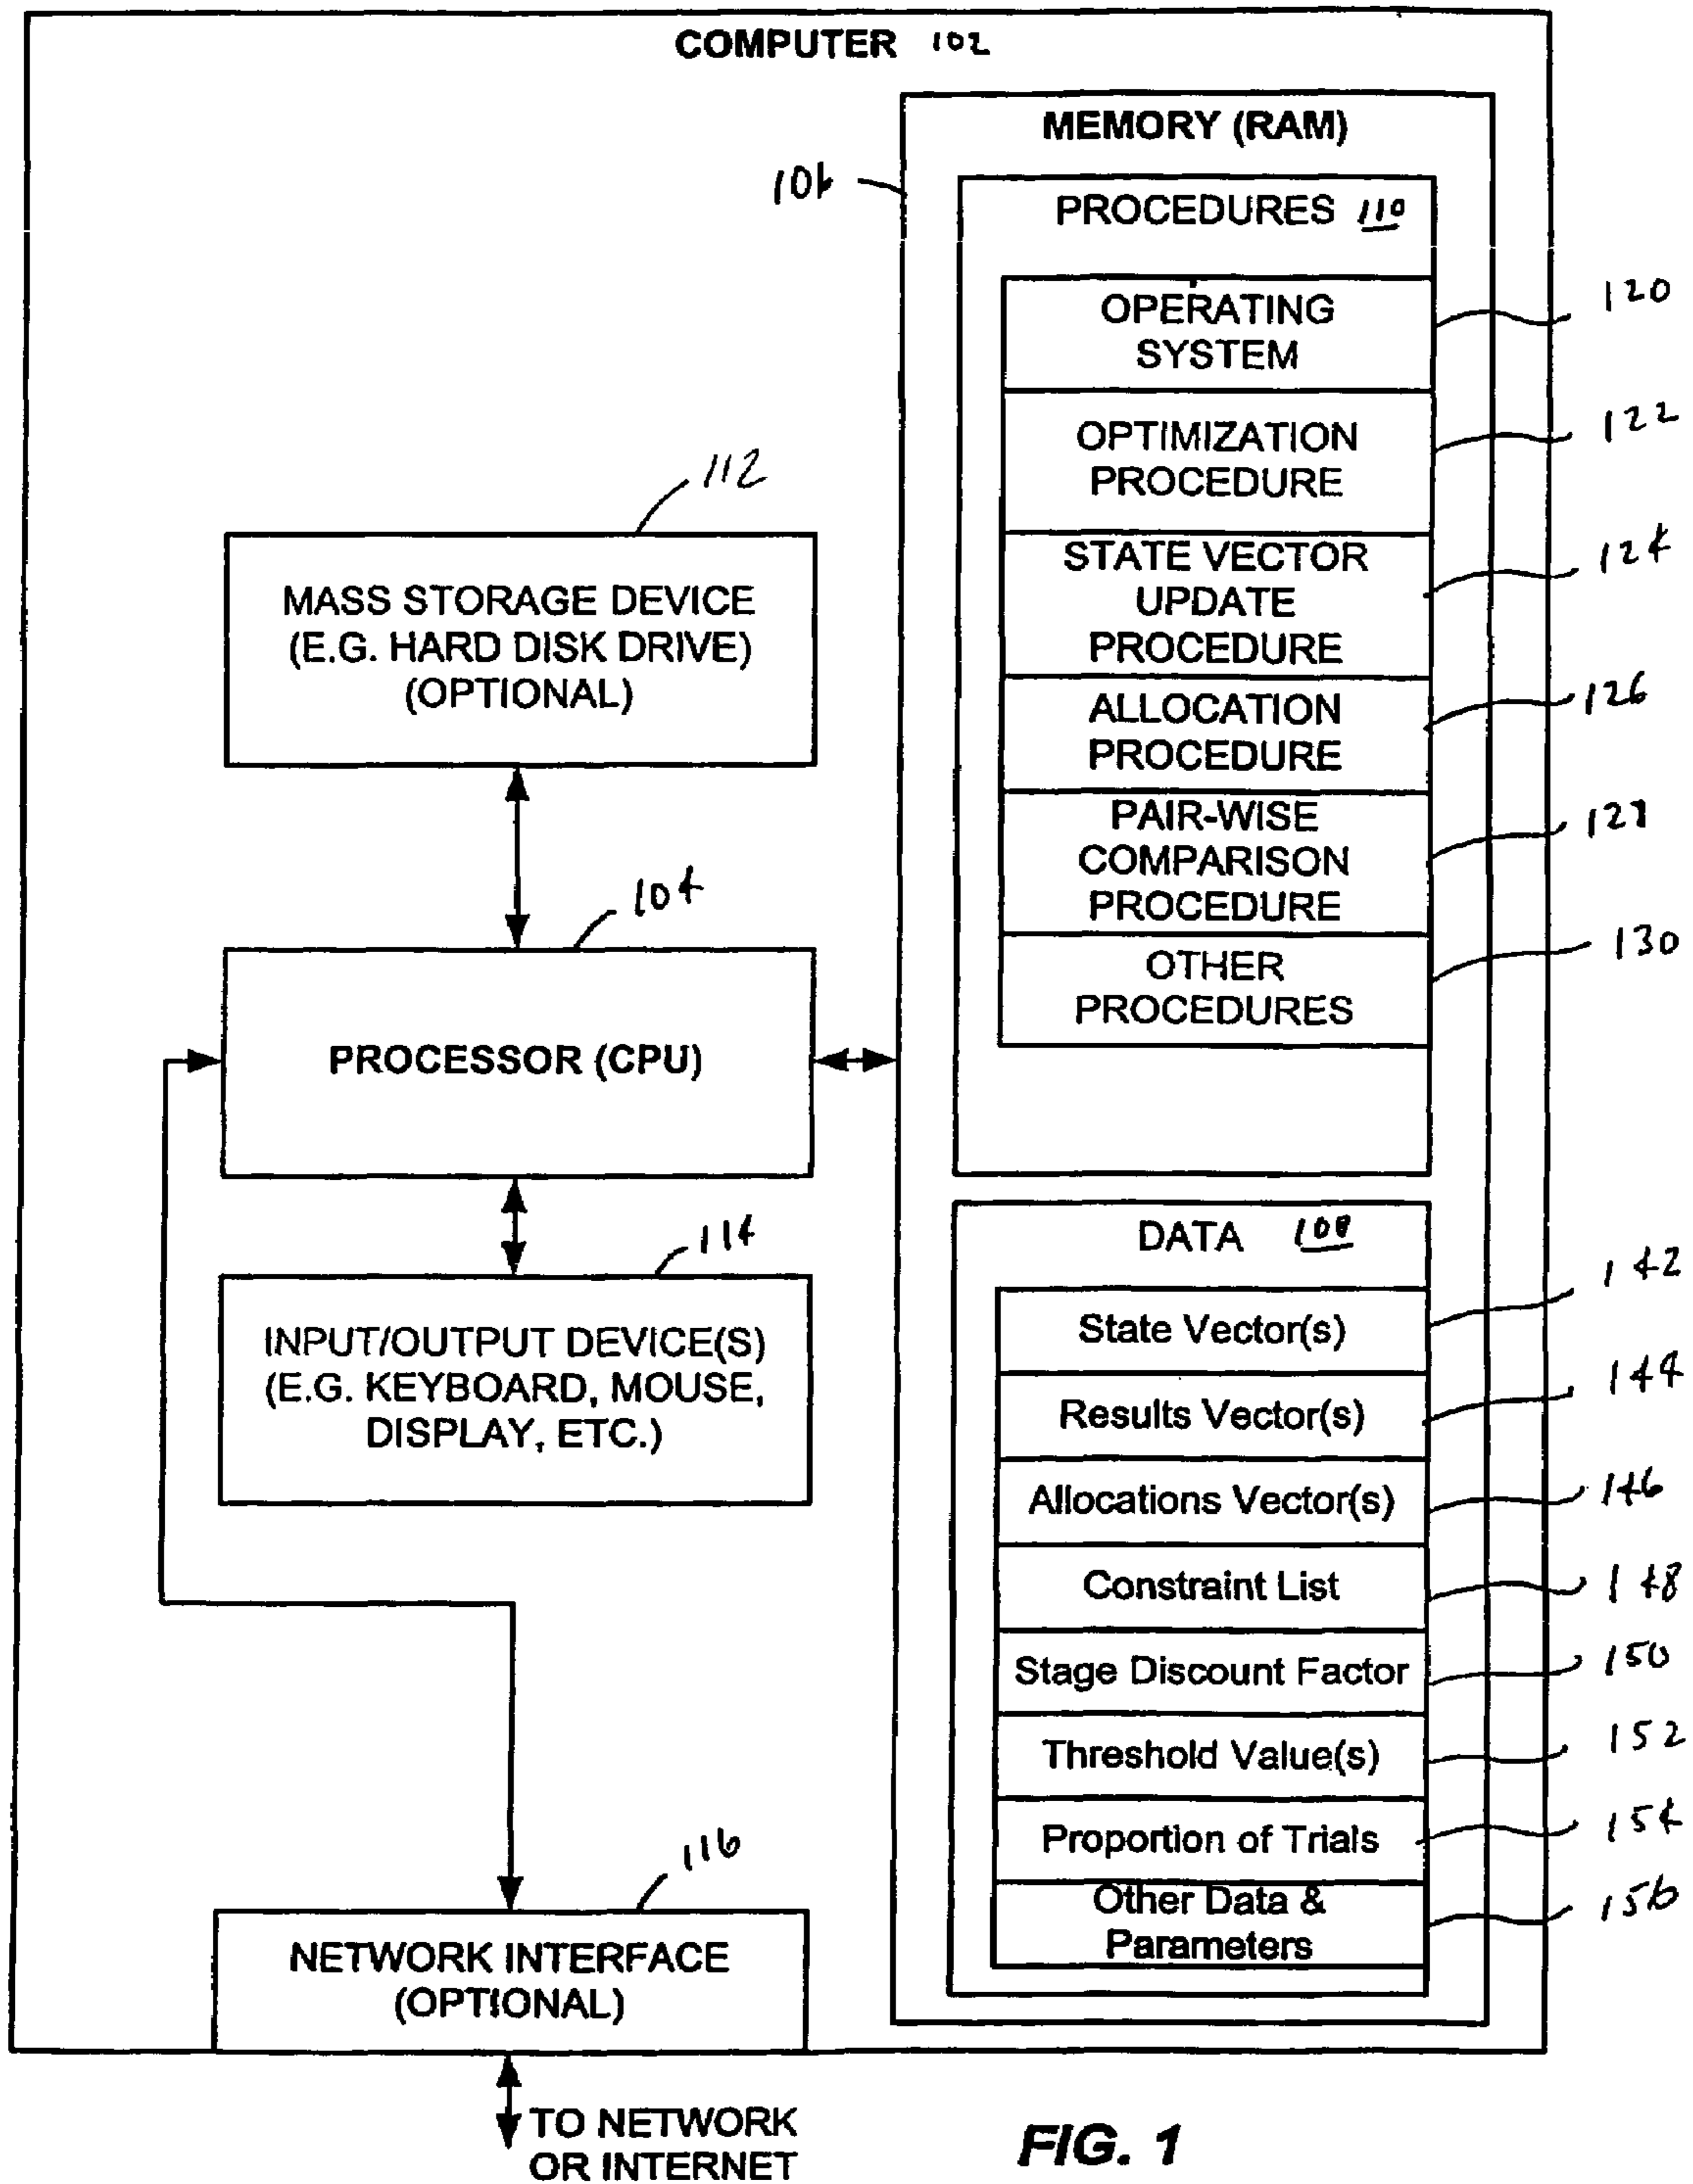 COMPUTER 102
MEMORY (RAM)
106
PROCEDURES 110
OPERATING
SYSTEM
120
OPTIMIZATION
PROCEDURE
122
STATE VECTOR
UPDATE
PROCEDURE
124
ALLOCATION
PROCEDURE
126
PAIR-WISE
COMPARISON
PROCEDURE
128
OTHER
PROCEDURES
130
112
MASS STORAGE DEVICE
(E.G. HARD DISK DRIVE)
(OPTIONAL)
104
PROCESSOR (CPU)
114
INPUT/OUTPUT DEVICE(S)
(E.G. KEYBOARD, MOUSE,
DISPLAY, ETC.)
DATA 108
State Vector(s)
142
Results Vector(s)
144
Allocations Vector(s)
146
Constraint List
148
Stage Discount Factor
150
Threshold Value(s)
152
Proportion of Trials
154
Other Data &
Parameters
156
116
NETWORK INTERFACE
(OPTIONAL)
TO NETWORK
OR INTERNET
FIG. 1